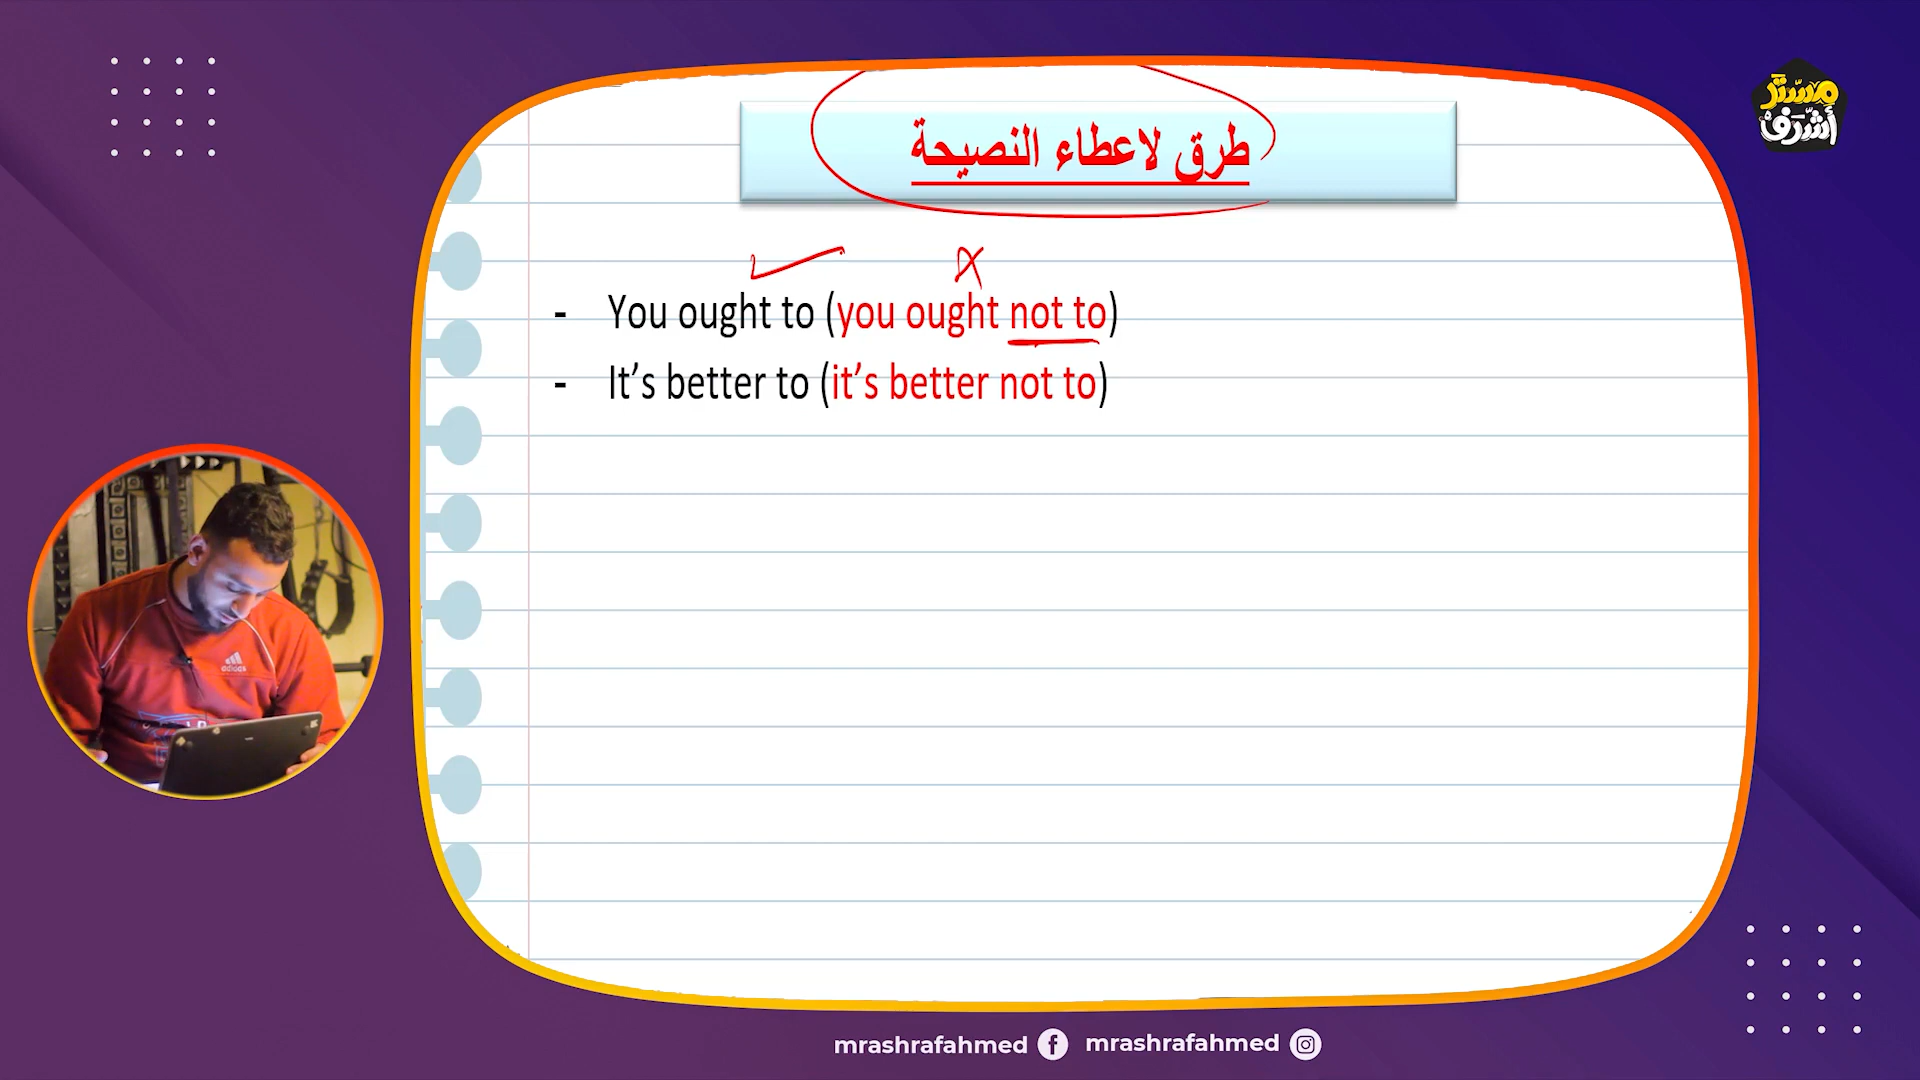 مستر
أشرف
طرق لاعطاء النصيحة
- You ought to (you ought not to)
- It’s better to (it’s better not to)
adidas
mrashrafahmed mrashrafahmed